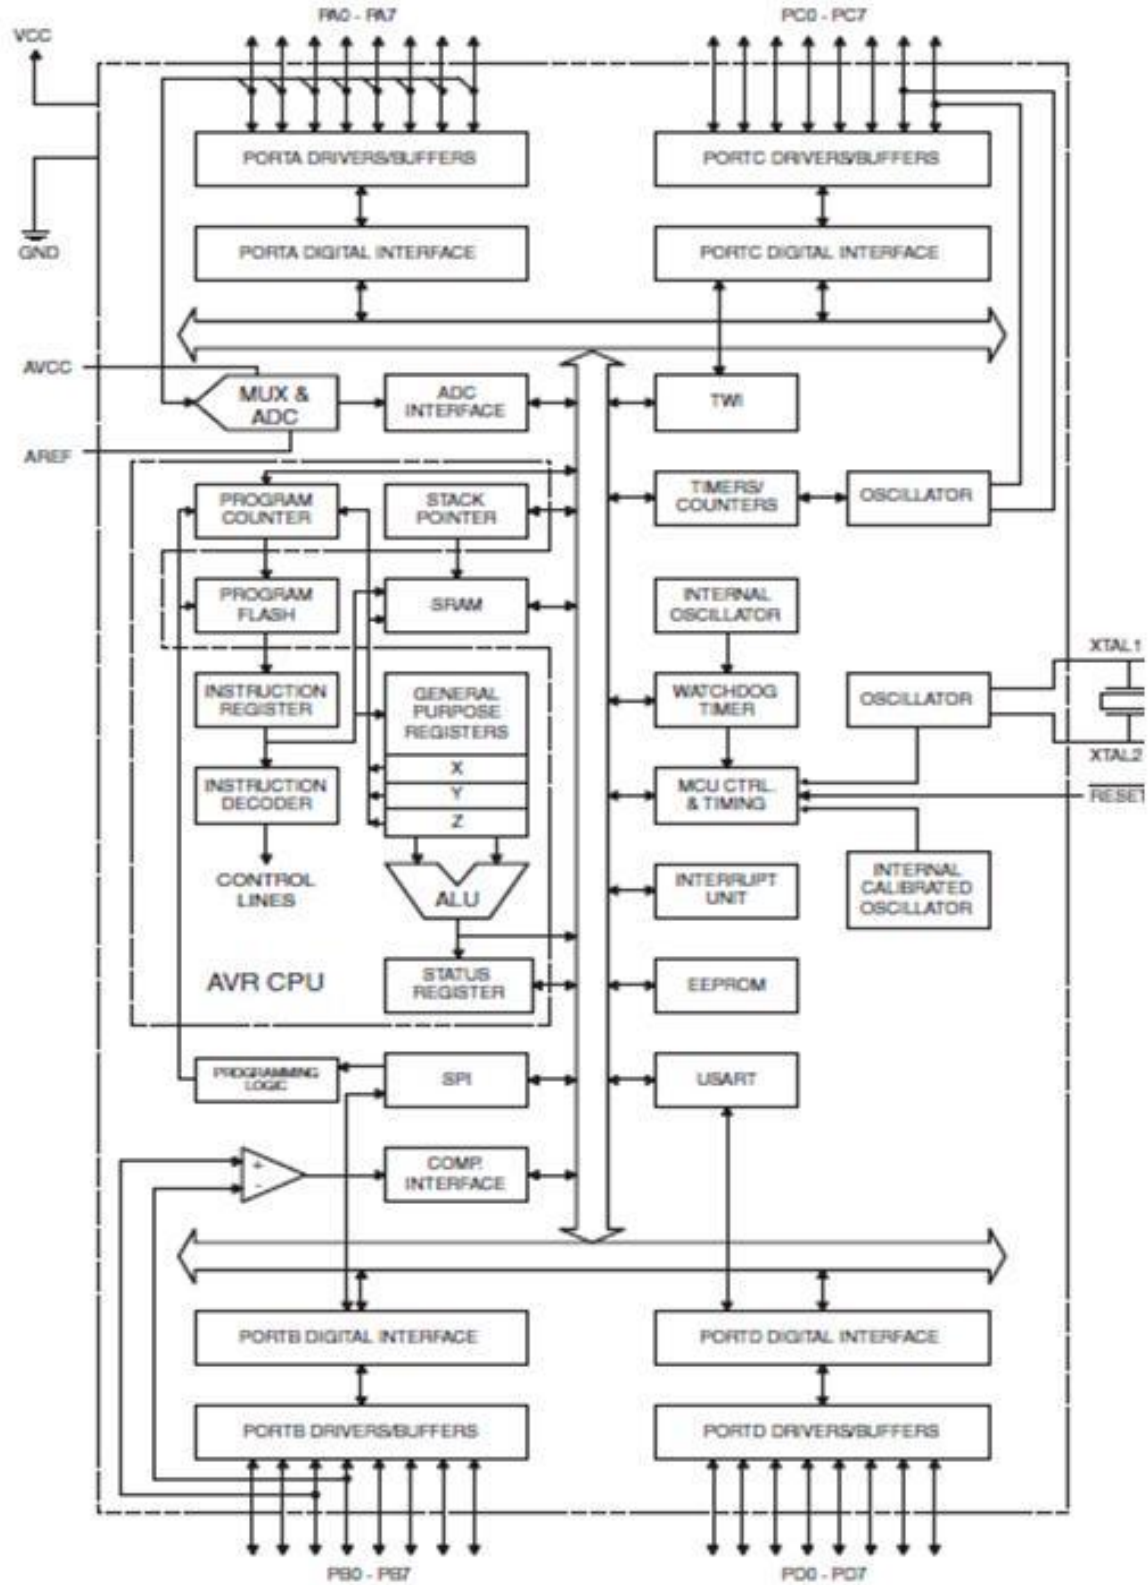 PA0 - PA7
PC0 - PC7
VCC
PORTA DRIVERS/BUFFERS
PORTC DRIVERS/BUFFERS
GND
PORTA DIGITAL INTERFACE
PORTC DIGITAL INTERFACE
AVCC
MUX &
ADC
ADC
INTERFACE
TWI
AREF
PROGRAM
COUNTER
STACK
POINTER
TIMERS/
COUNTERS
OSCILLATOR
PROGRAM
FLASH
SRAM
INTERNAL
OSCILLATOR
XTAL1
INSTRUCTION
REGISTER
GENERAL
PURPOSE
REGISTERS
WATCHDOG
TIMER
OSCILLATOR
XTAL2
X
Y
Z
INSTRUCTION
DECODER
MCU CTRL.
& TIMING
RESET
CONTROL
LINES
ALU
INTERRUPT
UNIT
INTERNAL
CALIBRATED
OSCILLATOR
AVR CPU
STATUS
REGISTER
EEPROM
PROGRAMMING
LOGIC
SPI
USART
+
-
COMP.
INTERFACE
PORTB DIGITAL INTERFACE
PORTD DIGITAL INTERFACE
PORTB DRIVERS/BUFFERS
PORTD DRIVERS/BUFFERS
PB0 - PB7
PD0 - PD7